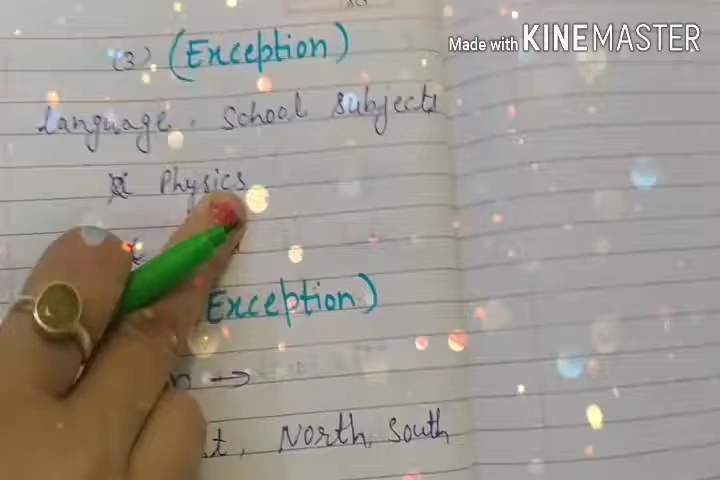 Made with KINEMASTER
(3) (Exception)
Language, School Subjects
Physics
Exception)
North, South